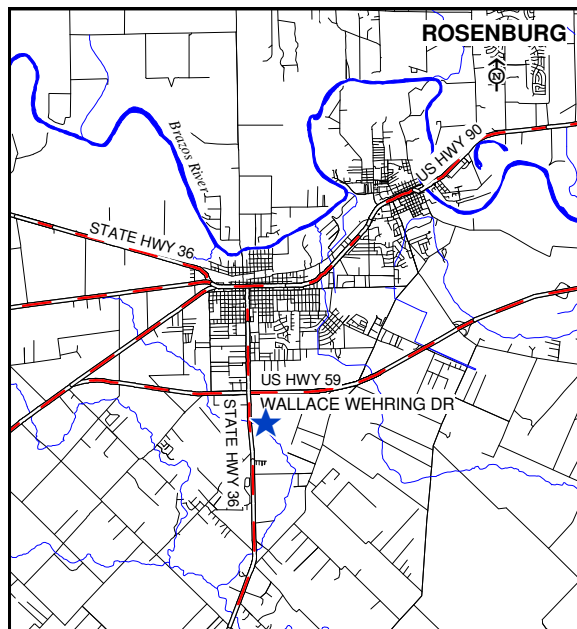 ROSENBURG
N
US HWY 90
Brazos River
STATE HWY 36
US HWY 59
WALLACE WEHRING DR
STATE HWY 36